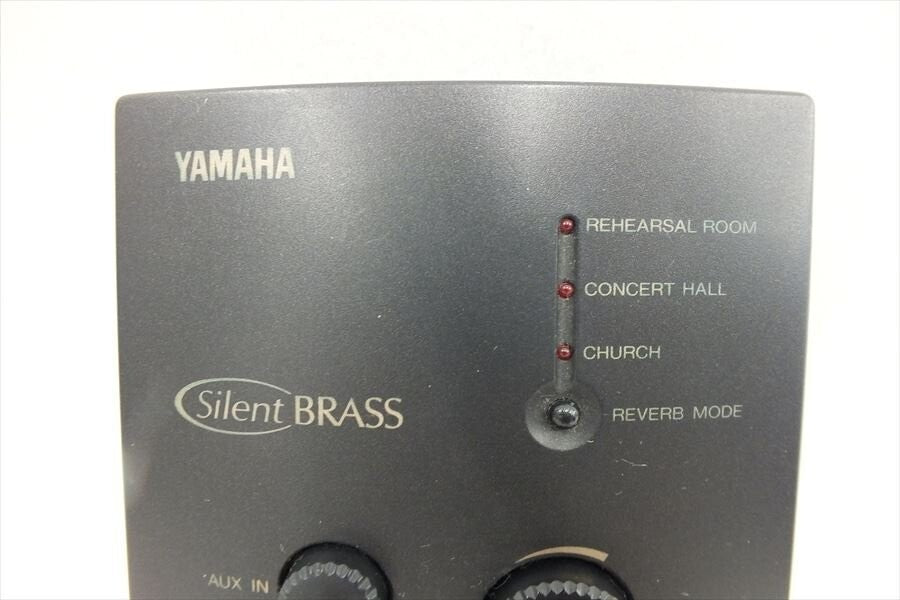 YAMAHA
REHEARSAL ROOM
CONCERT HALL
CHURCH
Silent BRASS
REVERB MODE
AUX IN